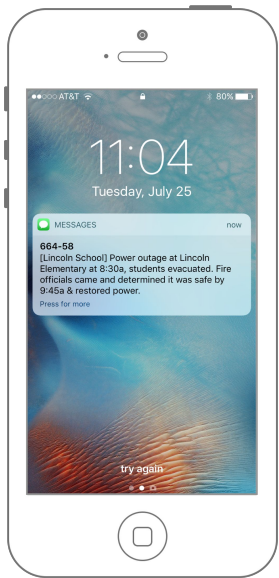 AT&T 80%
11:04
Tuesday, July 25
MESSAGES now
664-58
[Lincoln School] Power outage at Lincoln
Elementary at 8:30a, students evacuated. Fire
officials came and determined it was safe by
9:45a & restored power.
Press for more
try again